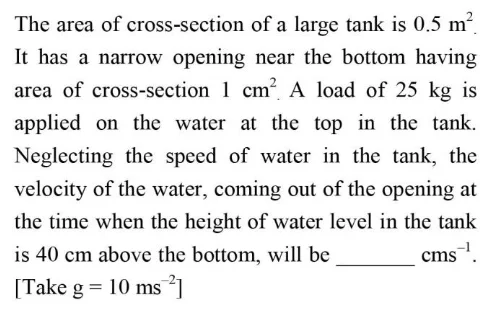 The area of cross-section of a large tank is 0.5 m².
It has a narrow opening near the bottom having
area of cross-section 1 cm². A load of 25 kg is
applied on the water at the top in the tank.
Neglecting the speed of water in the tank, the
velocity of the water, coming out of the opening at
the time when the height of water level in the tank
is 40 cm above the bottom, will be _______ cms⁻¹.
[Take g = 10 ms⁻²]